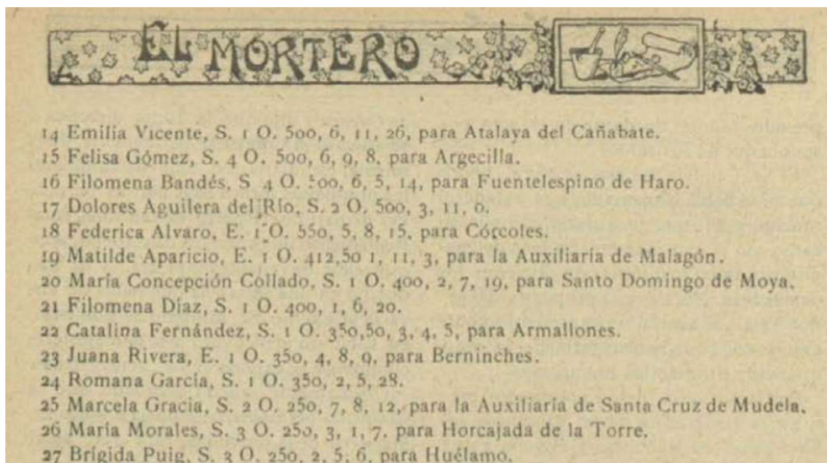 EL MORTERO
14 Emilia Vicente, S. 1 O. 500, 6, 11, 26, para Atalaya del Cañabate.
15 Felisa Gómez, S. 4 O. 500, 6, 9, 8, para Argecilla.
16 Filomena Bandés, S 4 O. 500, 6, 5, 14, para Fuentelespino de Haro.
17 Dolores Aguilera del Río, S. 2 O. 500, 3, 11, 0.
18 Federica Alvaro, E. 1 O. 550, 5, 8, 15, para Córcoles.
19 Matilde Aparicio, E. 1 O. 412,50 1, 11, 3, para la Auxiliaría de Malagón.
20 María Concepción Collado, S. 1 O. 400, 2, 7, 19, para Santo Domingo de Moya.
21 Filomena Díaz, S. 1 O. 400, 1, 6, 20.
22 Catalina Fernández, S. 1 O. 350,50, 3, 4, 5, para Armallones.
23 Juana Rivera, E. 1 O. 350, 4, 8, 9, para Berninches.
24 Romana García, S. 1 O. 350, 2, 5, 28.
25 Marcela Gracia, S. 2 O. 250, 7, 8, 12, para la Auxiliaría de Santa Cruz de Mudela.
26 María Morales, S. 3 O. 250, 3, 1, 7. para Horcajada de la Torre.
27 Brígida Puig, S. 3 O. 250, 2, 5, 6, para Huélamo.